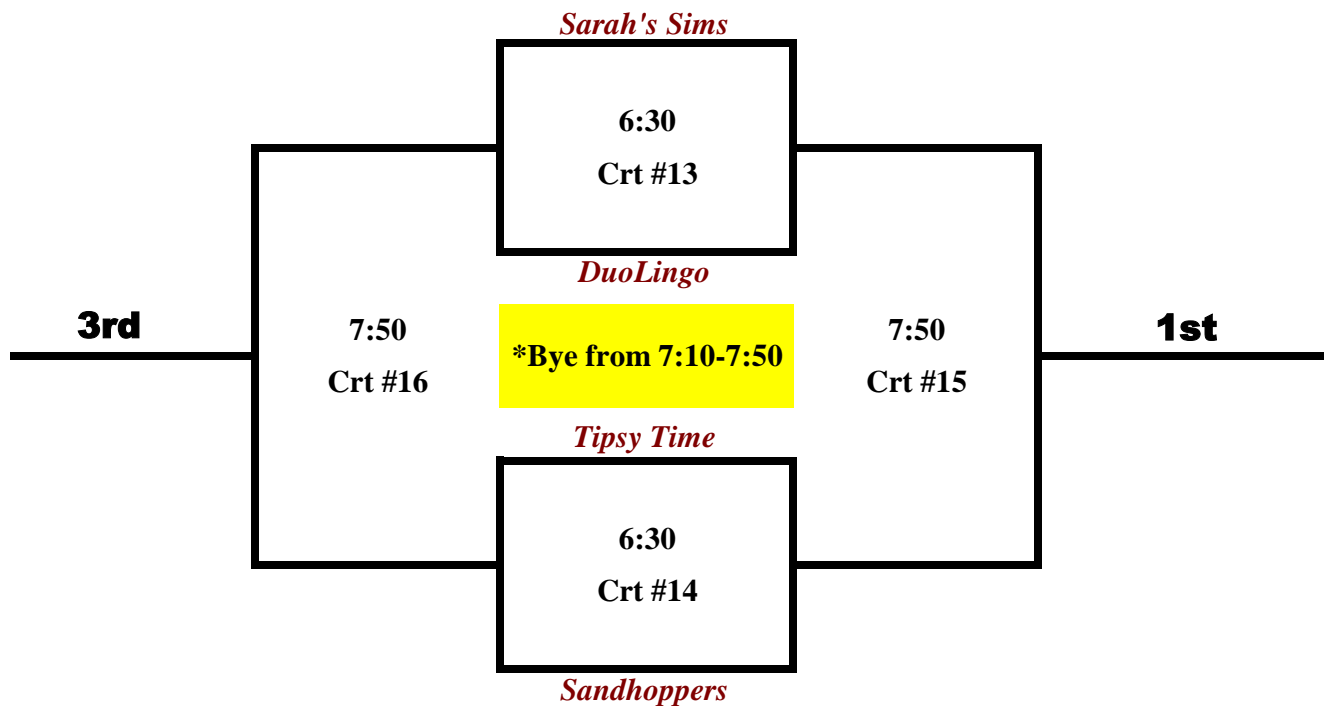 Sarah's Sims
6:30
Crt #13
DuoLingo
3rd
7:50
Crt #16
*Bye from 7:10-7:50
7:50
Crt #15
1st
Tipsy Time
6:30
Crt #14
Sandhoppers